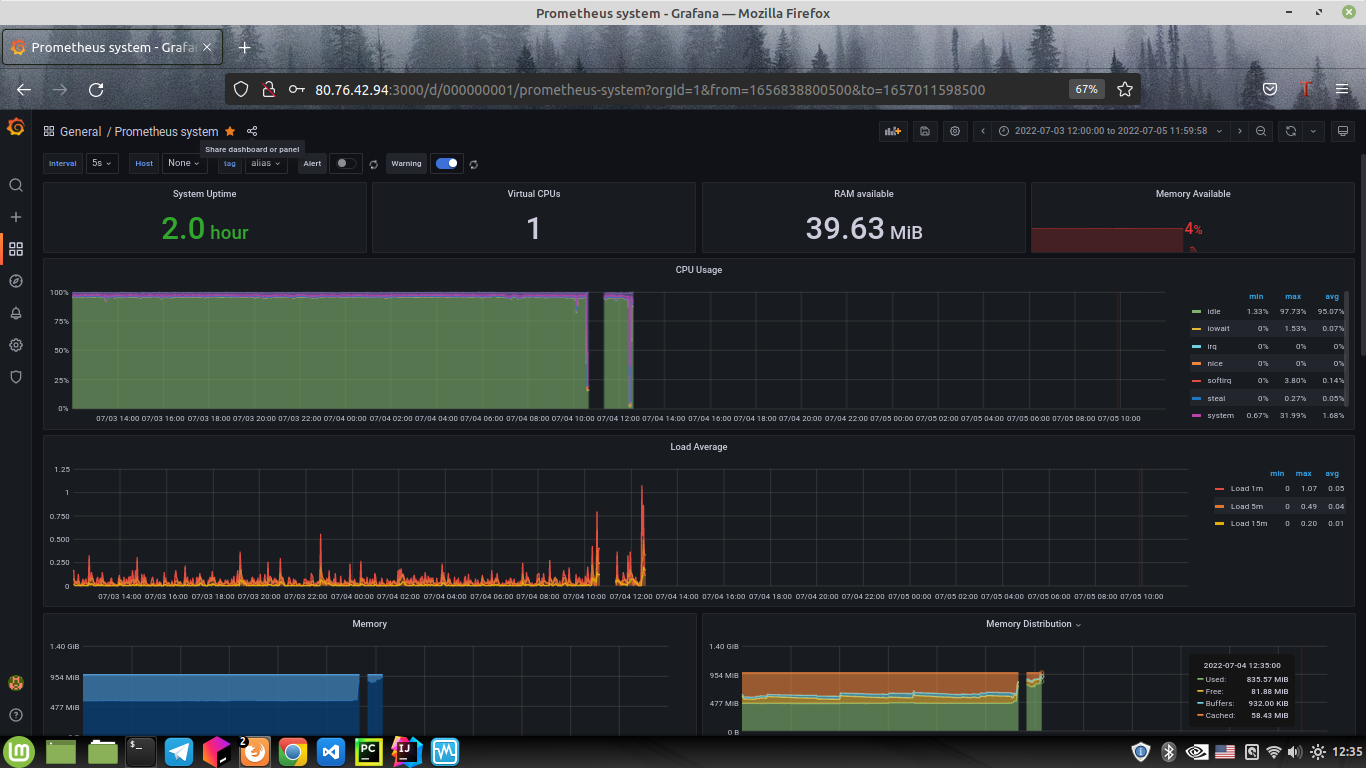 Prometheus system - Grafana — Mozilla Firefox
Prometheus system - Grafa
80.76.42.94:3000/d/000000001/prometheus-system?orgId=1&from=1656838800500&to=1657011598500
67%
General / Prometheus system
2022-07-03 12:00:00 to 2022-07-05 11:59:58
Share dashboard or panel
Interval 5s Host None tag alias Alert Warning
System Uptime
2.0 hour
Virtual CPUs
1
RAM available
39.63 MiB
Memory Available
4%
CPU Usage
100%
75%
50%
25%
0%
07/03 14:00 07/03 16:00 07/03 18:00 07/03 20:00 07/03 22:00 07/04 00:00 07/04 02:00 07/04 04:00 07/04 06:00 07/04 08:00 07/04 10:00 07/04 12:00 07/04 14:00 07/04 16:00 07/04 18:00 07/04 20:00 07/04 22:00 07/05 00:00 07/05 02:00 07/05 04:00 07/05 06:00 07/05 08:00 07/05 10:00
min max avg
idle 1.33% 97.73% 95.07%
iowait 0% 1.53% 0.07%
irq 0% 0% 0%
nice 0% 0% 0%
softirq 0% 3.80% 0.14%
steal 0% 0.27% 0.05%
system 0.67% 31.99% 1.68%
Load Average
1.25
1
0.750
0.500
0.250
0
07/03 14:00 07/03 16:00 07/03 18:00 07/03 20:00 07/03 22:00 07/04 00:00 07/04 02:00 07/04 04:00 07/04 06:00 07/04 08:00 07/04 10:00 07/04 12:00 07/04 14:00 07/04 16:00 07/04 18:00 07/04 20:00 07/04 22:00 07/05 00:00 07/05 02:00 07/05 04:00 07/05 06:00 07/05 08:00 07/05 10:00
min max avg
Load 1m 0 1.07 0.05
Load 5m 0 0.49 0.04
Load 15m 0 0.20 0.01
Memory
1.40 GiB
954 MiB
477 MiB
Memory Distribution
1.40 GiB
954 MiB
477 MiB
0 B
2022-07-04 12:35:00
Used: 835.57 MiB
Free: 81.88 MiB
Buffers: 932.00 KiB
Cached: 58.43 MiB
2
PC
IJ
12:35